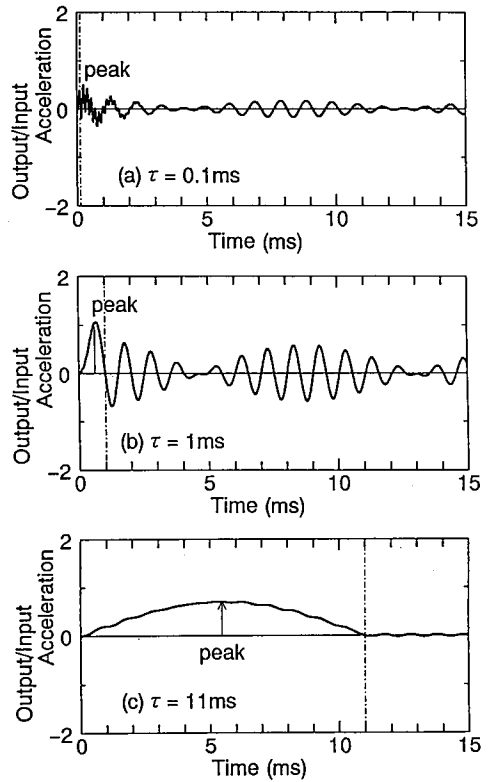 Output/Input
Acceleration
2
0
−2
peak
(a) τ = 0.1ms
0
5
10
15
Time (ms)
Output/Input
Acceleration
2
0
−2
peak
(b) τ = 1ms
0
5
10
15
Time (ms)
Output/Input
Acceleration
2
0
−2
peak
(c) τ = 11ms
0
5
10
15
Time (ms)